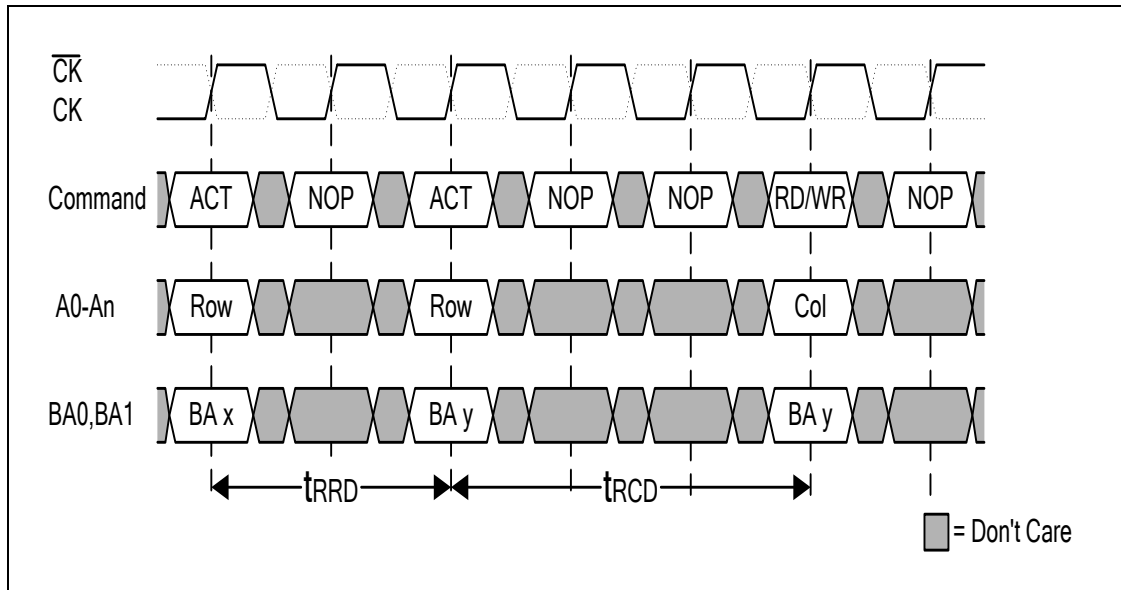 C̅K̅
CK
Command ACT NOP ACT NOP NOP RD/WR NOP
A0-An Row Row Col
BA0,BA1 BA x BA y BA y
tRRD tRCD
= Don't Care